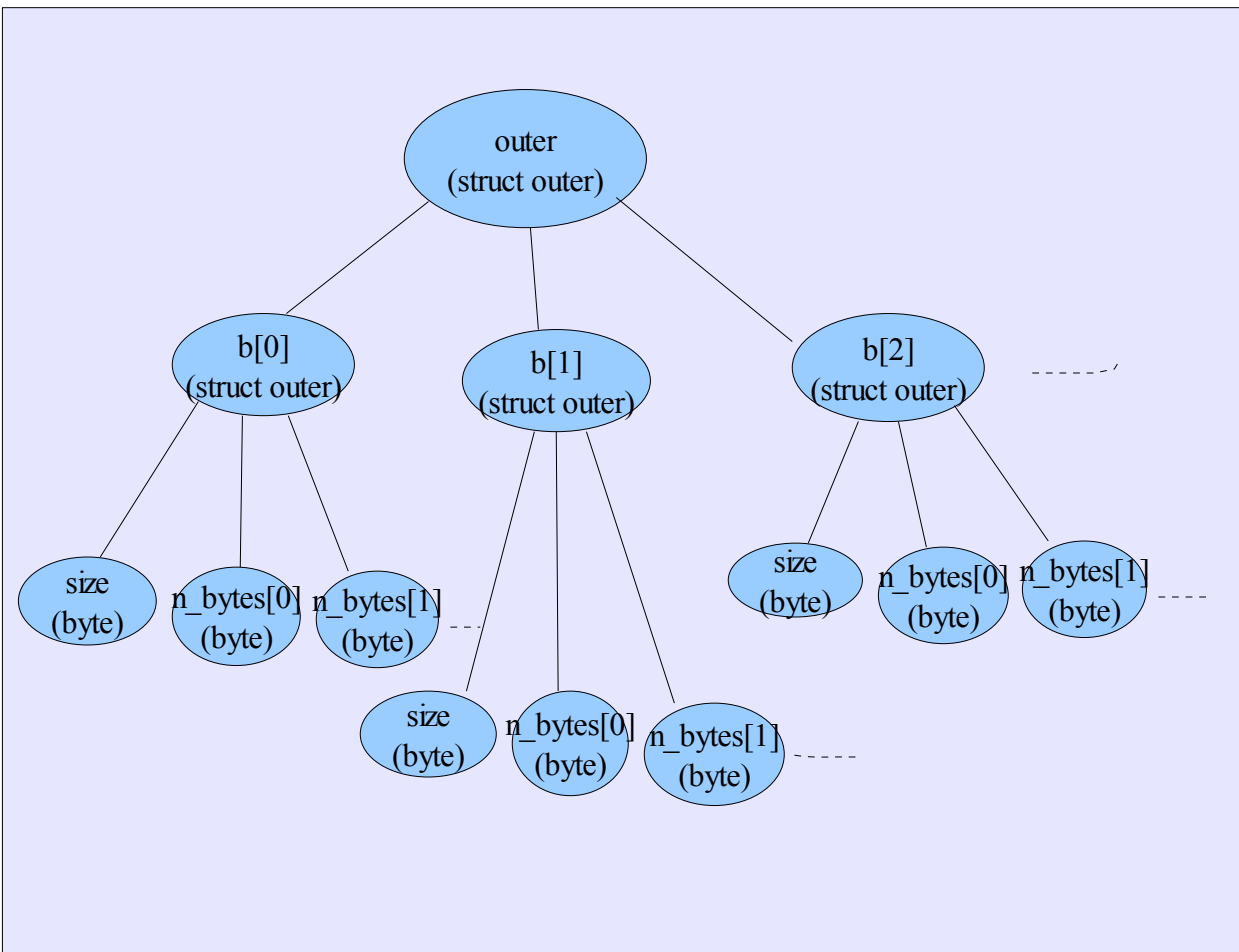 outer
(struct outer)
b[0]
(struct outer)
b[1]
(struct outer)
b[2]
(struct outer)
size
(byte)
n_bytes[0]
(byte)
n_bytes[1]
(byte)
size
(byte)
n_bytes[0]
(byte)
n_bytes[1]
(byte)
size
(byte)
n_bytes[0]
(byte)
n_bytes[1]
(byte)